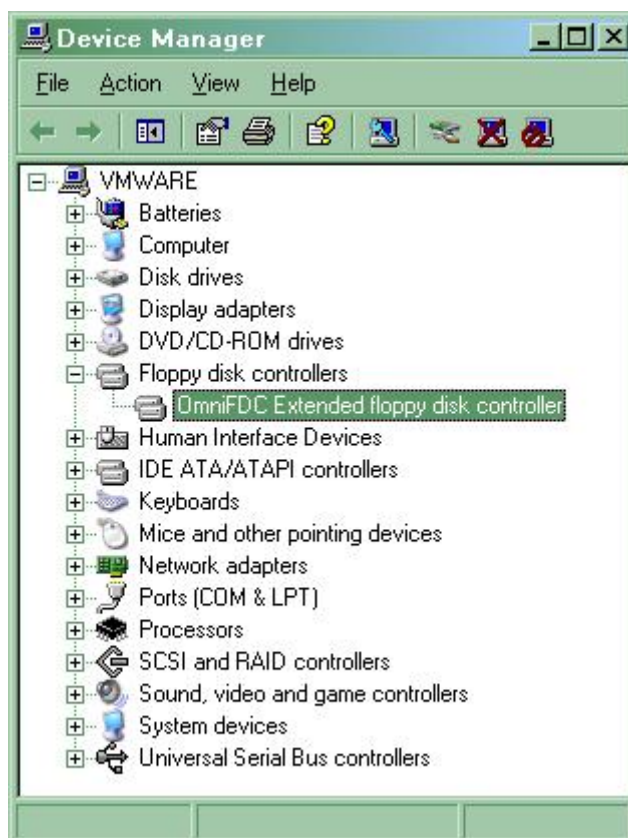 Device Manager
File Action View Help
VMWARE
Batteries
Computer
Disk drives
Display adapters
DVD/CD-ROM drives
Floppy disk controllers
OmniFDC Extended floppy disk controller
Human Interface Devices
IDE ATA/ATAPI controllers
Keyboards
Mice and other pointing devices
Network adapters
Ports (COM & LPT)
Processors
SCSI and RAID controllers
Sound, video and game controllers
System devices
Universal Serial Bus controllers